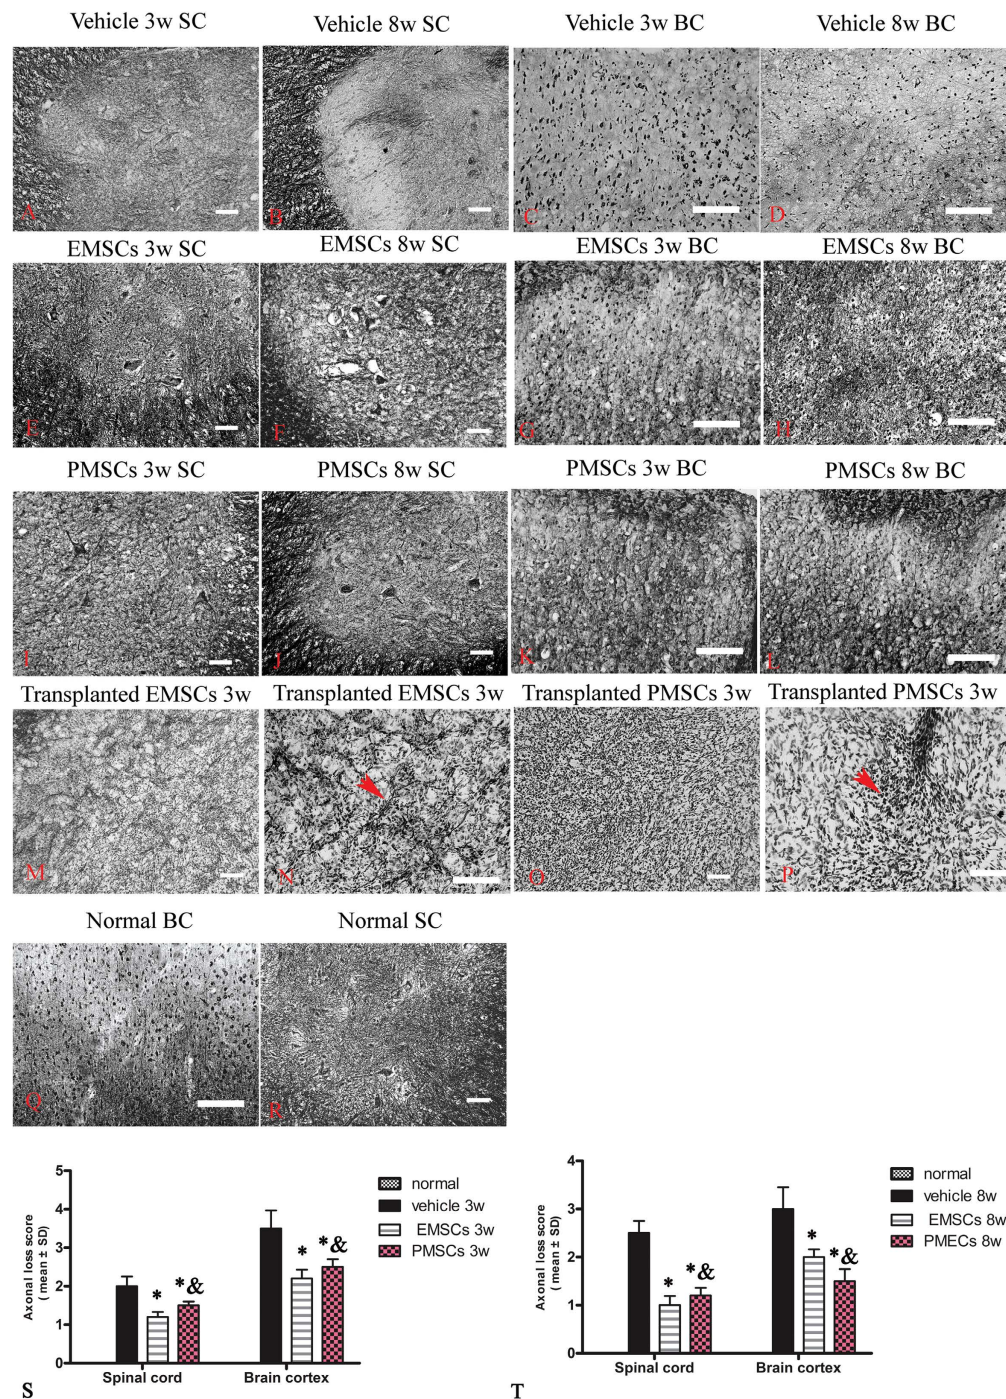 Vehicle 3w SC
Vehicle 8w SC
Vehicle 3w BC
Vehicle 8w BC
A
B
C
D
EMSCs 3w SC
EMSCs 8w SC
EMSCs 3w BC
EMSCs 8w BC
E
F
G
H
PMSCs 3w SC
PMSCs 8w SC
PMSCs 3w BC
PMSCs 8w BC
I
J
K
L
Transplanted EMSCs 3w
Transplanted EMSCs 3w
Transplanted PMSCs 3w
Transplanted PMSCs 3w
M
N
O
P
Normal BC
Normal SC
Q
R
Axonal loss score
( mean ± SD)
5
4
3
2
1
0
*
*&
*
*&
Spinal cord
Brain cortex
normal
vehicle 3w
EMSCs 3w
PMSCs 3w
S
Axonal loss score
( mean ± SD)
4
3
2
1
0
*
*&
*
*&
Spinal cord
Brain cortex
normal
vehicle 8w
EMSCs 8w
PMECs 8w
T